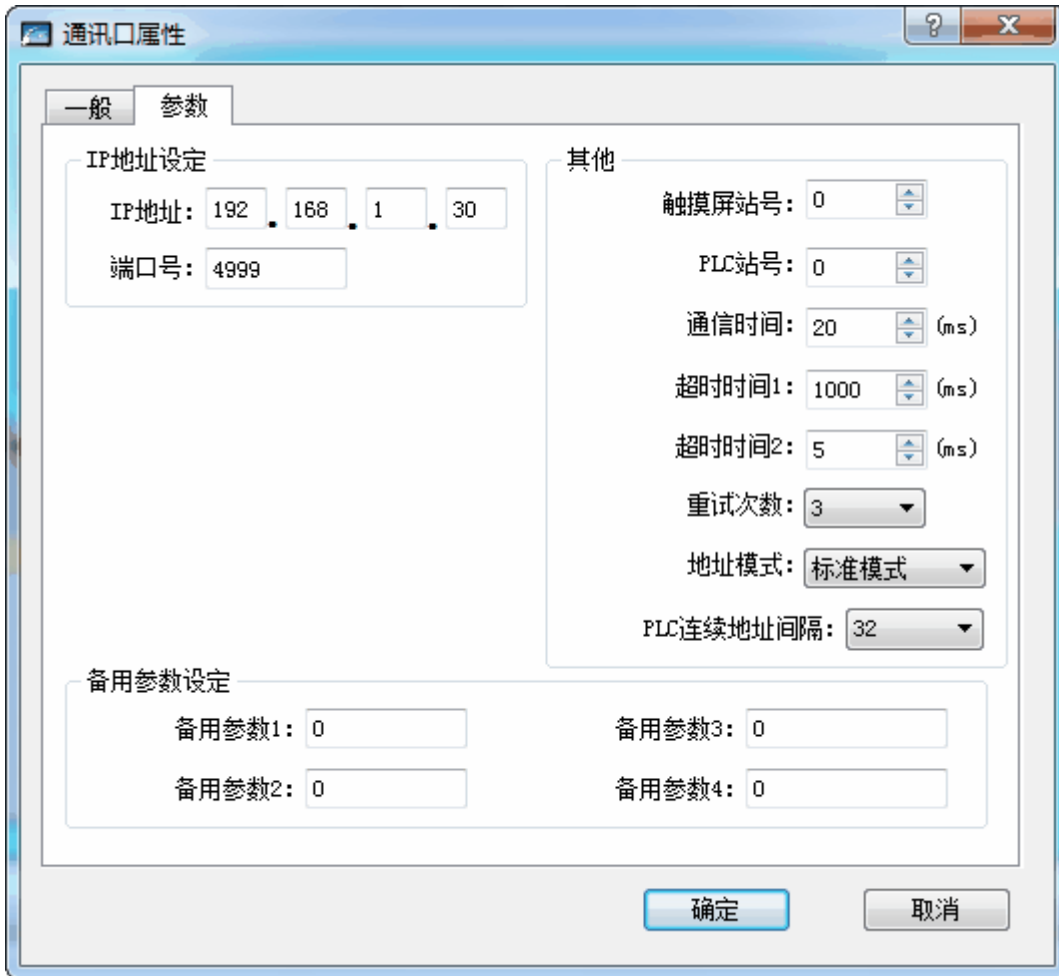 通讯口属性
一般
参数
IP地址设定
IP地址: 192 . 168 . 1 . 30
端口号: 4999
其他
触摸屏站号: 0
PLC站号: 0
通信时间: 20 (ms)
超时时间1: 1000 (ms)
超时时间2: 5 (ms)
重试次数: 3
地址模式: 标准模式
PLC连续地址间隔: 32
备用参数设定
备用参数1: 0
备用参数3: 0
备用参数2: 0
备用参数4: 0
确定
取消